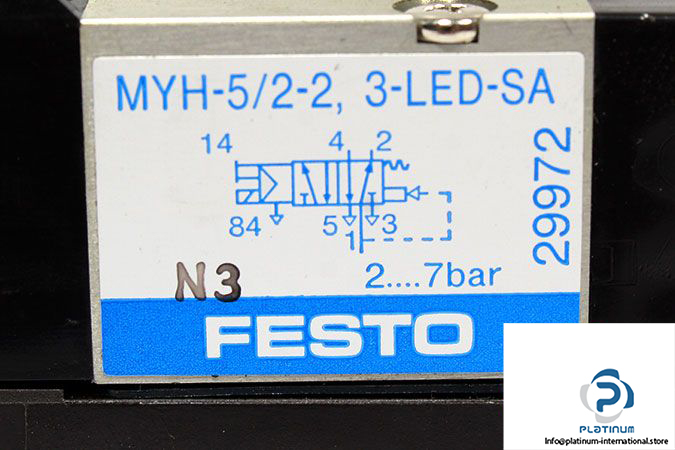 MYH-5/2-2, 3-LED-SA
14 4 2
84 5 1 3
29972
N3 2....7bar
FESTO
PLATINUM
Info@platinum-international.store